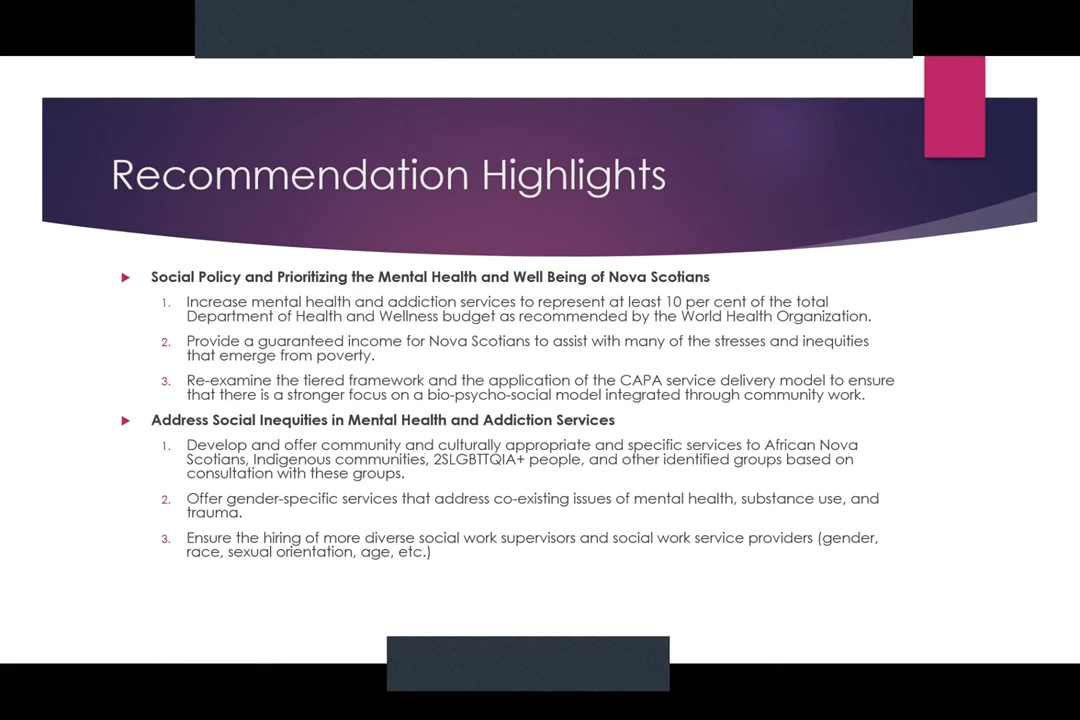 Recommendation Highlights
Social Policy and Prioritizing the Mental Health and Well Being of Nova Scotians
1. Increase mental health and addiction services to represent at least 10 per cent of the total
Department of Health and Wellness budget as recommended by the World Health Organization.
2. Provide a guaranteed income for Nova Scotians to assist with many of the stresses and inequities
that emerge from poverty.
3. Re-examine the tiered framework and the application of the CAPA service delivery model to ensure
that there is a stronger focus on a bio-psycho-social model integrated through community work.
Address Social Inequities in Mental Health and Addiction Services
1. Develop and offer community and culturally appropriate and specific services to African Nova
Scotians, Indigenous communities, 2SLGBTTQIA+ people, and other identified groups based on
consultation with these groups.
2. Offer gender-specific services that address co-existing issues of mental health, substance use, and
trauma.
3. Ensure the hiring of more diverse social work supervisors and social work service providers (gender,
race, sexual orientation, age, etc.)